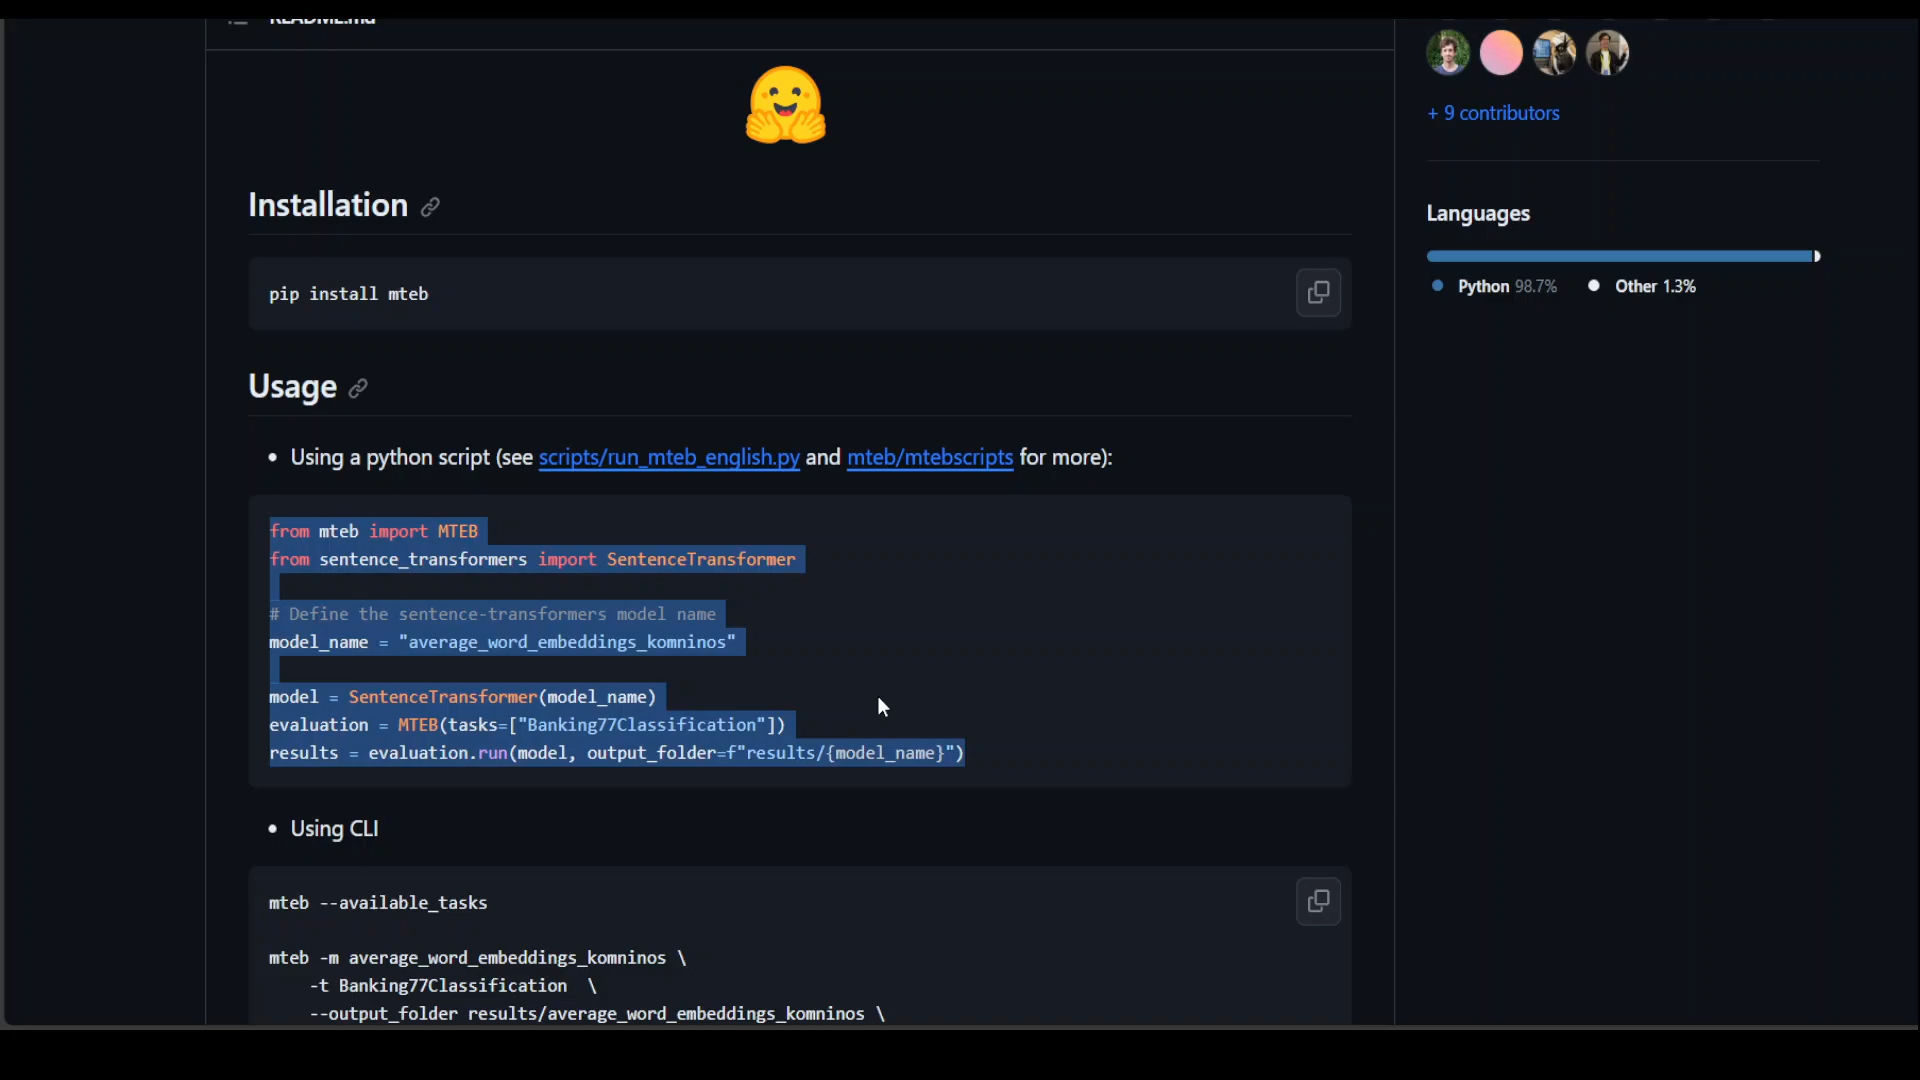 README.md
+ 9 contributors
Installation
Languages
pip install mteb
Python 98.7% Other 1.3%
Usage
• Using a python script (see scripts/run_mteb_english.py and mteb/mtebscripts for more):
from mteb import MTEB
from sentence_transformers import SentenceTransformer
# Define the sentence-transformers model name
model_name = "average_word_embeddings_komninos"
model = SentenceTransformer(model_name)
evaluation = MTEB(tasks=["Banking77Classification"])
results = evaluation.run(model, output_folder=f"results/{model_name}")
• Using CLI
mteb --available_tasks
mteb -m average_word_embeddings_komninos \
    -t Banking77Classification  \
    --output_folder results/average_word_embeddings_komninos \